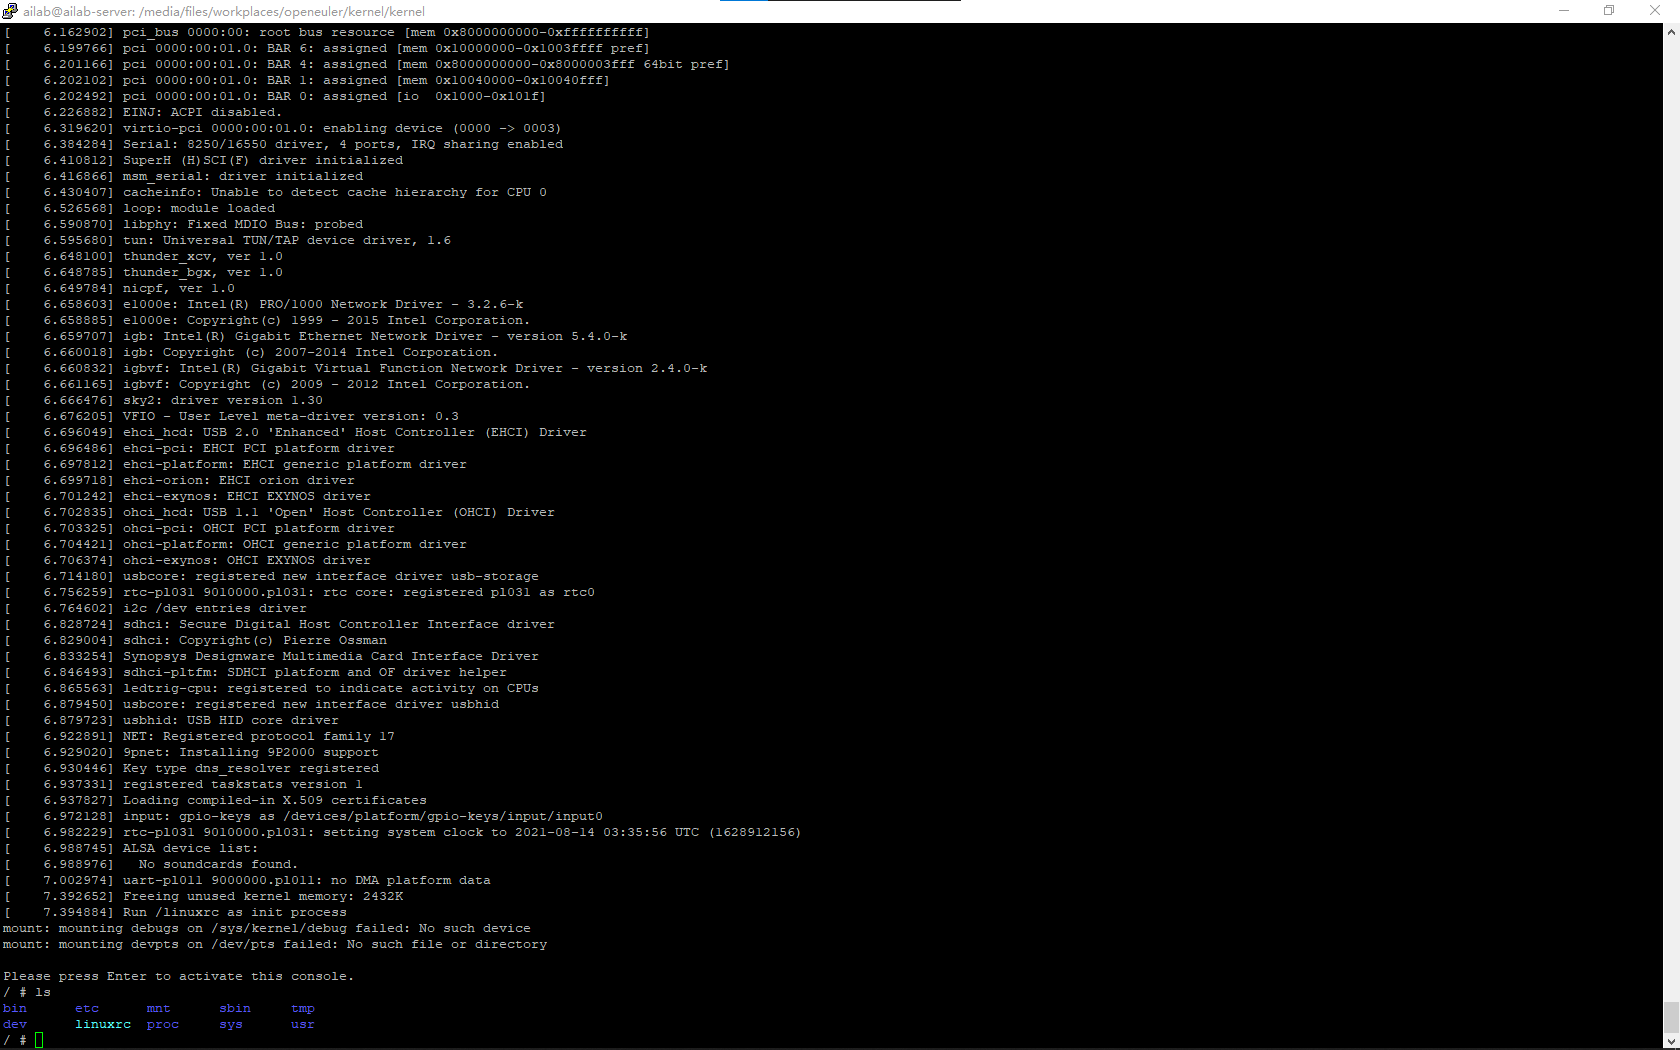 ailab@ailab-server: /media/files/workplaces/openeuler/kernel/kernel
[    6.162902] pci_bus 0000:00: root bus resource [mem 0x8000000000-0xffffffffff]
[    6.199766] pci 0000:00:01.0: BAR 6: assigned [mem 0x10000000-0x1003ffff pref]
[    6.201166] pci 0000:00:01.0: BAR 4: assigned [mem 0x8000000000-0x8000003fff 64bit pref]
[    6.202102] pci 0000:00:01.0: BAR 1: assigned [mem 0x10040000-0x10040fff]
[    6.202492] pci 0000:00:01.0: BAR 0: assigned [io  0x1000-0x101f]
[    6.226882] EINJ: ACPI disabled.
[    6.319620] virtio-pci 0000:00:01.0: enabling device (0000 -> 0003)
[    6.384284] Serial: 8250/16550 driver, 4 ports, IRQ sharing enabled
[    6.410812] SuperH (H)SCI(F) driver initialized
[    6.416866] msm_serial: driver initialized
[    6.430407] cacheinfo: Unable to detect cache hierarchy for CPU 0
[    6.526568] loop: module loaded
[    6.590870] libphy: Fixed MDIO Bus: probed
[    6.595680] tun: Universal TUN/TAP device driver, 1.6
[    6.648100] thunder_xcv, ver 1.0
[    6.648785] thunder_bgx, ver 1.0
[    6.649784] nicpf, ver 1.0
[    6.658603] e1000e: Intel(R) PRO/1000 Network Driver - 3.2.6-k
[    6.658885] e1000e: Copyright(c) 1999 - 2015 Intel Corporation.
[    6.659707] igb: Intel(R) Gigabit Ethernet Network Driver - version 5.4.0-k
[    6.660018] igb: Copyright (c) 2007-2014 Intel Corporation.
[    6.660832] igbvf: Intel(R) Gigabit Virtual Function Network Driver - version 2.4.0-k
[    6.661165] igbvf: Copyright (c) 2009 - 2012 Intel Corporation.
[    6.666476] sky2: driver version 1.30
[    6.676205] VFIO - User Level meta-driver version: 0.3
[    6.696049] ehci_hcd: USB 2.0 'Enhanced' Host Controller (EHCI) Driver
[    6.696486] ehci-pci: EHCI PCI platform driver
[    6.697812] ehci-platform: EHCI generic platform driver
[    6.699718] ehci-orion: EHCI orion driver
[    6.701242] ehci-exynos: EHCI EXYNOS driver
[    6.702835] ohci_hcd: USB 1.1 'Open' Host Controller (OHCI) Driver
[    6.703325] ohci-pci: OHCI PCI platform driver
[    6.704421] ohci-platform: OHCI generic platform driver
[    6.706374] ohci-exynos: OHCI EXYNOS driver
[    6.714180] usbcore: registered new interface driver usb-storage
[    6.756259] rtc-pl031 9010000.pl031: rtc core: registered pl031 as rtc0
[    6.764602] i2c /dev entries driver
[    6.828724] sdhci: Secure Digital Host Controller Interface driver
[    6.829004] sdhci: Copyright(c) Pierre Ossman
[    6.833254] Synopsys Designware Multimedia Card Interface Driver
[    6.846493] sdhci-pltfm: SDHCI platform and OF driver helper
[    6.865563] ledtrig-cpu: registered to indicate activity on CPUs
[    6.879450] usbcore: registered new interface driver usbhid
[    6.879723] usbhid: USB HID core driver
[    6.922891] NET: Registered protocol family 17
[    6.929020] 9pnet: Installing 9P2000 support
[    6.930446] Key type dns_resolver registered
[    6.937331] registered taskstats version 1
[    6.937827] Loading compiled-in X.509 certificates
[    6.972128] input: gpio-keys as /devices/platform/gpio-keys/input/input0
[    6.982229] rtc-pl031 9010000.pl031: setting system clock to 2021-08-14 03:35:56 UTC (1628912156)
[    6.988745] ALSA device list:
[    6.988976]   No soundcards found.
[    7.002974] uart-pl011 9000000.pl011: no DMA platform data
[    7.392652] Freeing unused kernel memory: 2432K
[    7.394884] Run /linuxrc as init process
mount: mounting debugs on /sys/kernel/debug failed: No such device
mount: mounting devpts on /dev/pts failed: No such file or directory
Please press Enter to activate this console.
/ # ls
bin      etc      mnt      sbin     tmp
dev      linuxrc  proc     sys      usr
/ #